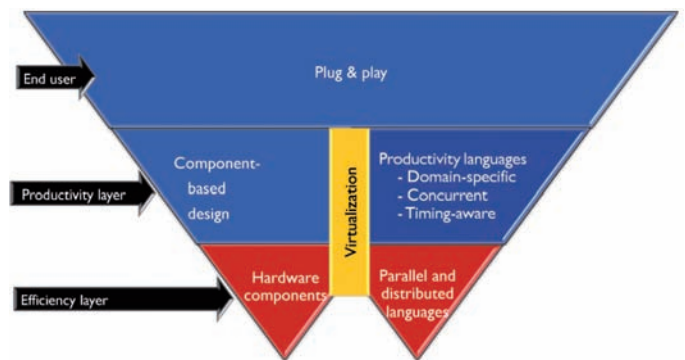 End user
Plug & play
Productivity layer
Component-
based
design
Virtualization
Productivity languages
- Domain-specific
- Concurrent
- Timing-aware
Efficiency layer
Hardware
components
Parallel and
distributed
languages